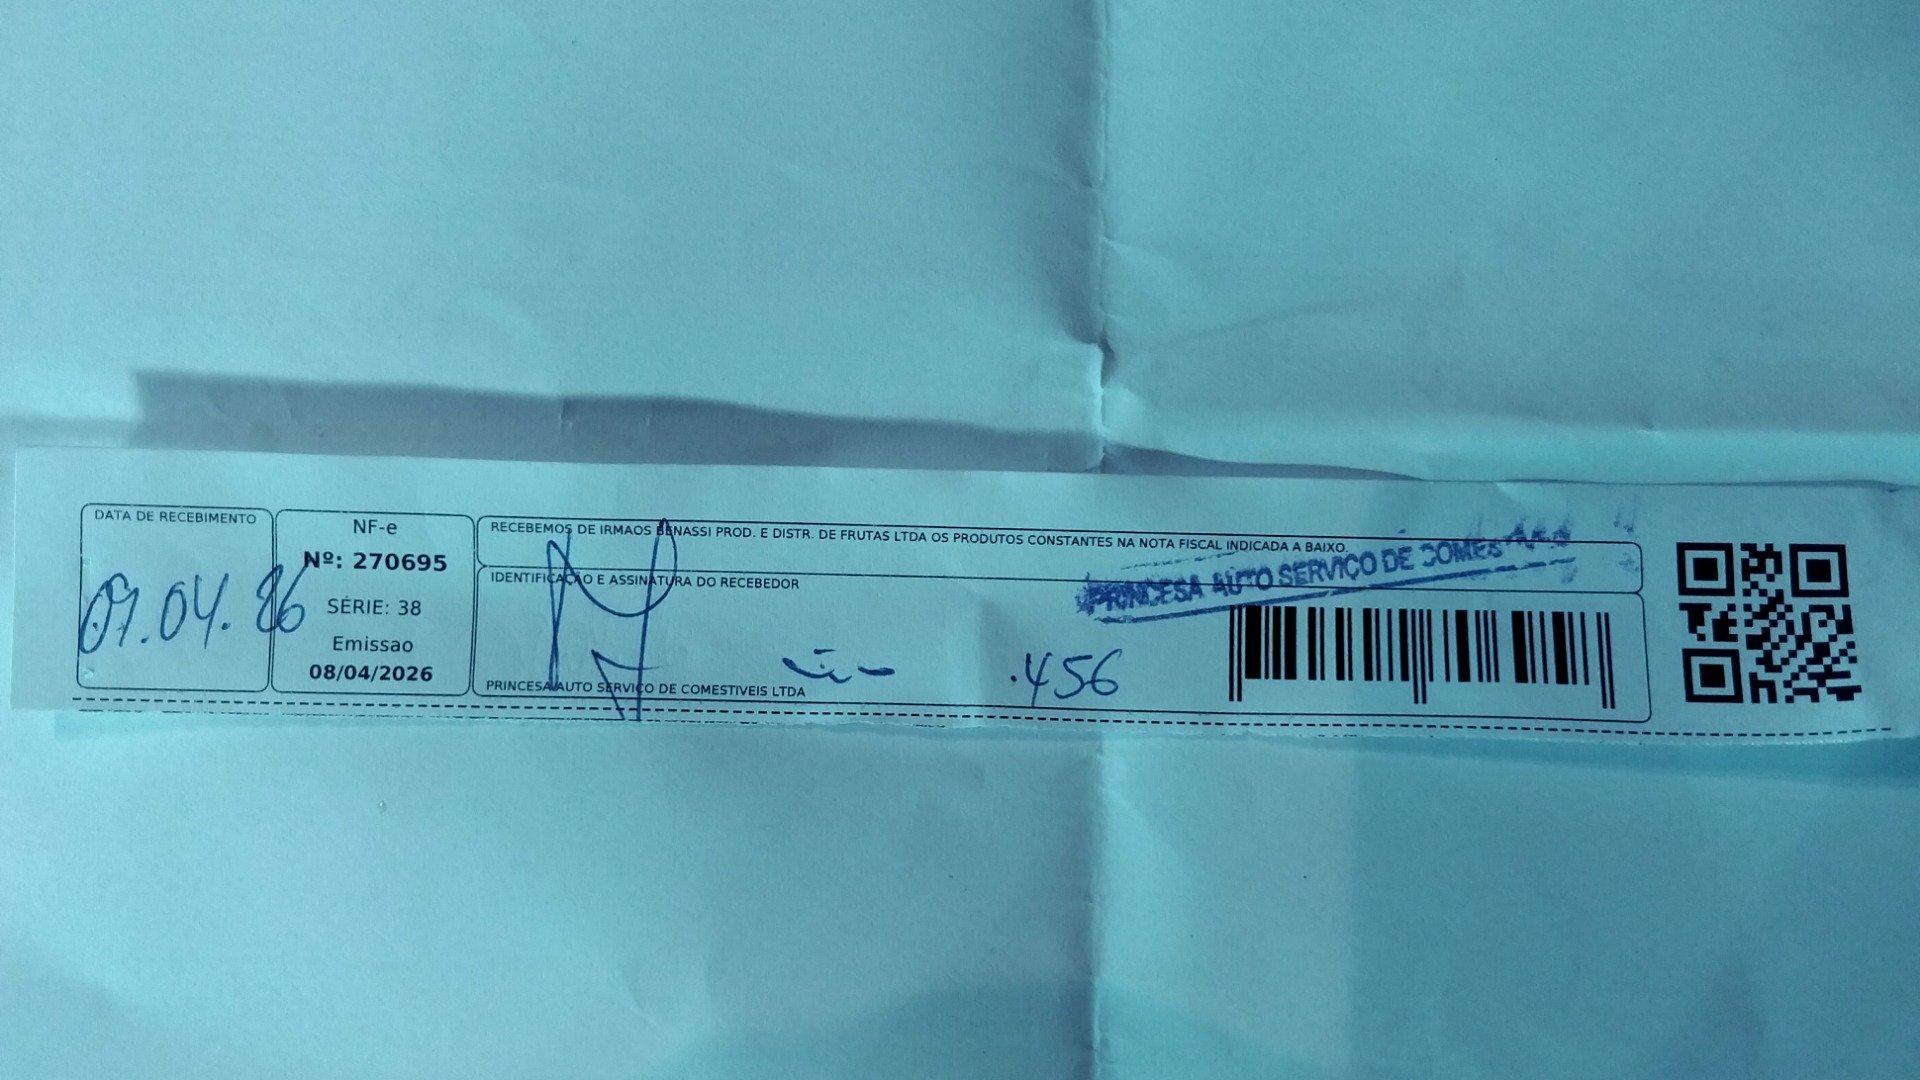 DATA DE RECEBIMENTO
09.04.26
NF-e
Nº: 270695
SÉRIE: 38
Emissao
08/04/2026
RECEBEMOS DE IRMAOS BENASSI PROD. E DISTR. DE FRUTAS LTDA OS PRODUTOS CONSTANTES NA NOTA FISCAL INDICADA A BAIXO
IDENTIFICAÇÃO E ASSINATURA DO RECEBEDOR
PRINCESA AUTO SERVIÇO DE
.456
PRINCESA AUTO SERVICO DE COMESTIVEIS LTDA